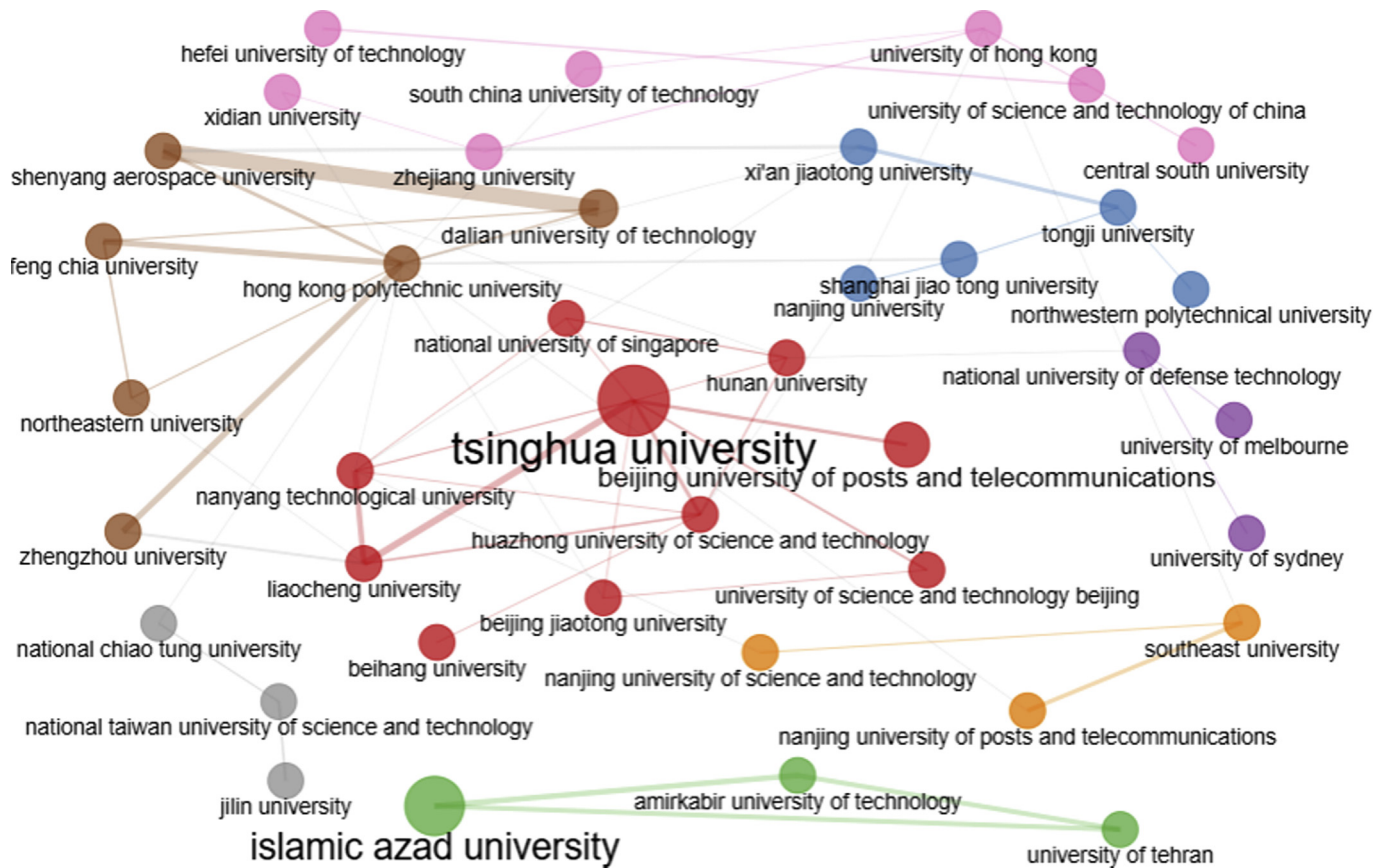 hefei university of technology
university of hong kong
south china university of technology
university of science and technology of china
xidian university
shenyang aerospace university
zhejiang university
xi'an jiaotong university
central south university
dalian university of technology
tongji university
feng chia university
hong kong polytechnic university
shanghai jiao tong university
nanjing university
northwestern polytechnical university
national university of singapore
hunan university
national university of defense technology
northeastern university
tsinghua university
university of melbourne
beijing university of posts and telecommunications
nanyang technological university
huazhong university of science and technology
zhengzhou university
university of sydney
liaocheng university
university of science and technology beijing
beijing jiaotong university
national chiao tung university
southeast university
beihang university
nanjing university of science and technology
national taiwan university of science and technology
nanjing university of posts and telecommunications
jilin university
amirkabir university of technology
islamic azad university
university of tehran